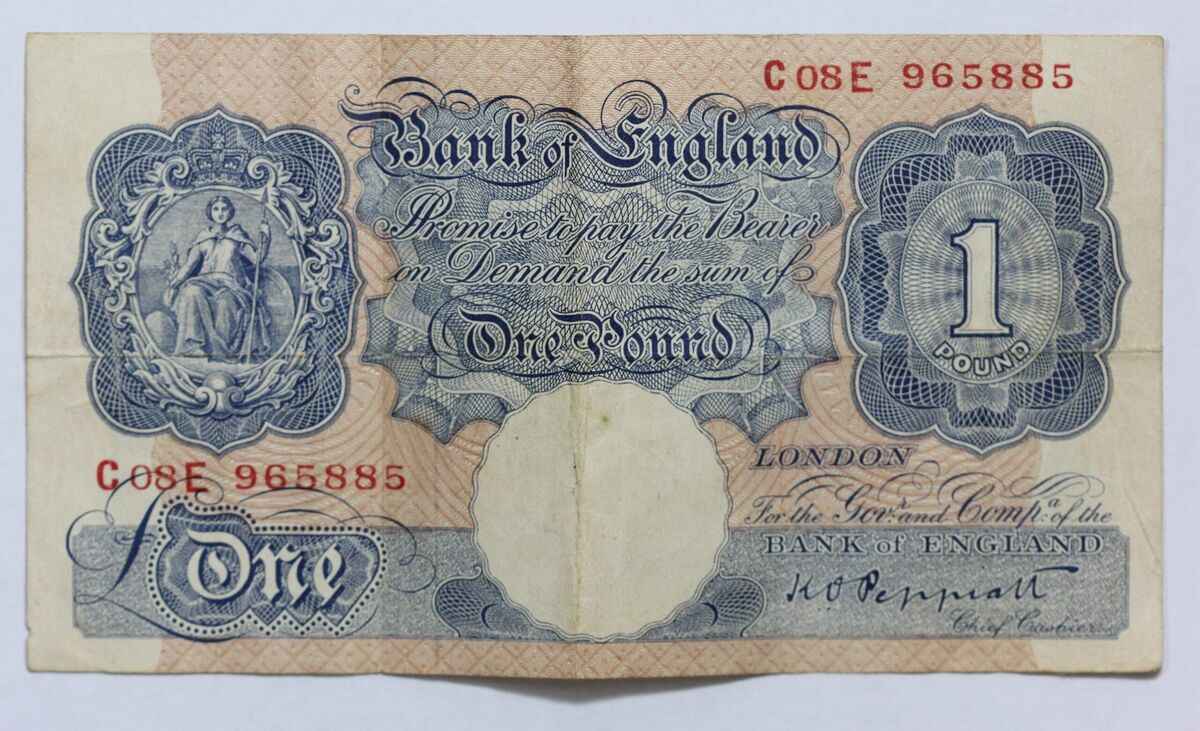 C08E 965885
Bank of England
Promise to pay the Bearer
on Demand the sum of
One Pound
1
POUND
C08E 965885
£One
LONDON
For the Gov.r and Comp.a of the
BANK of ENGLAND
K O Peppiatt
Chief Cashier